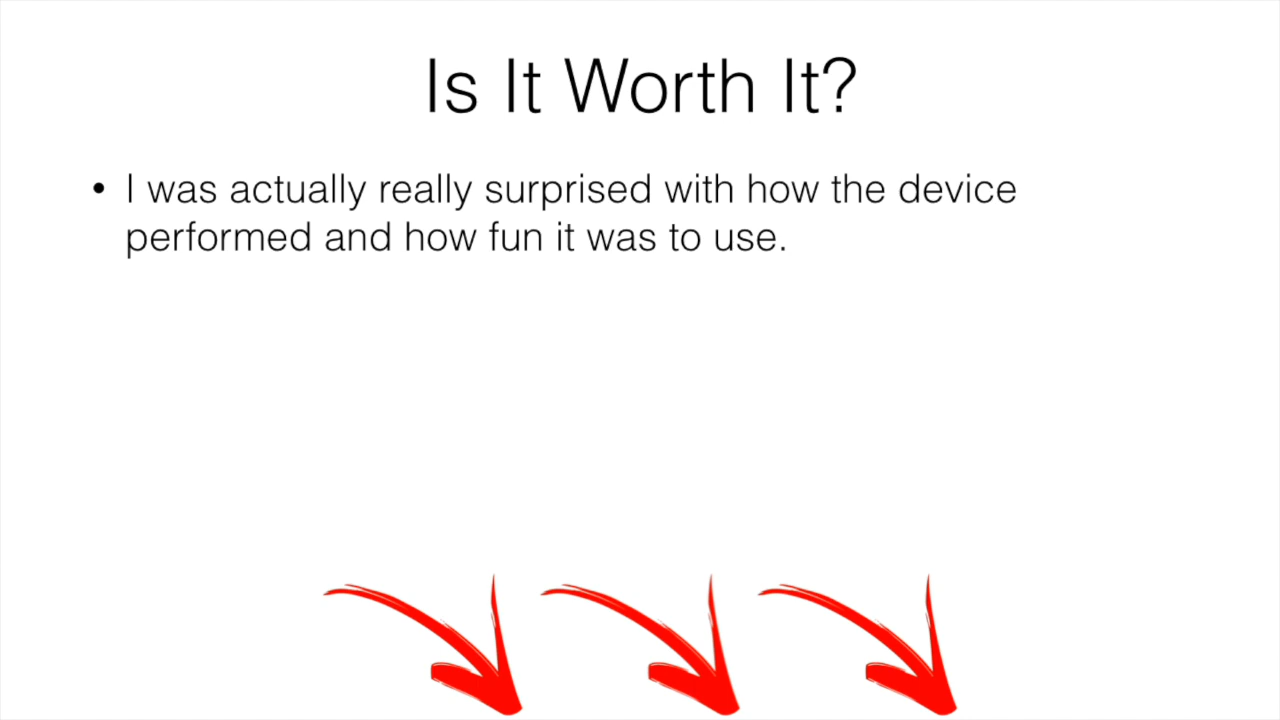 Is It Worth It?
• I was actually really surprised with how the device
performed and how fun it was to use.